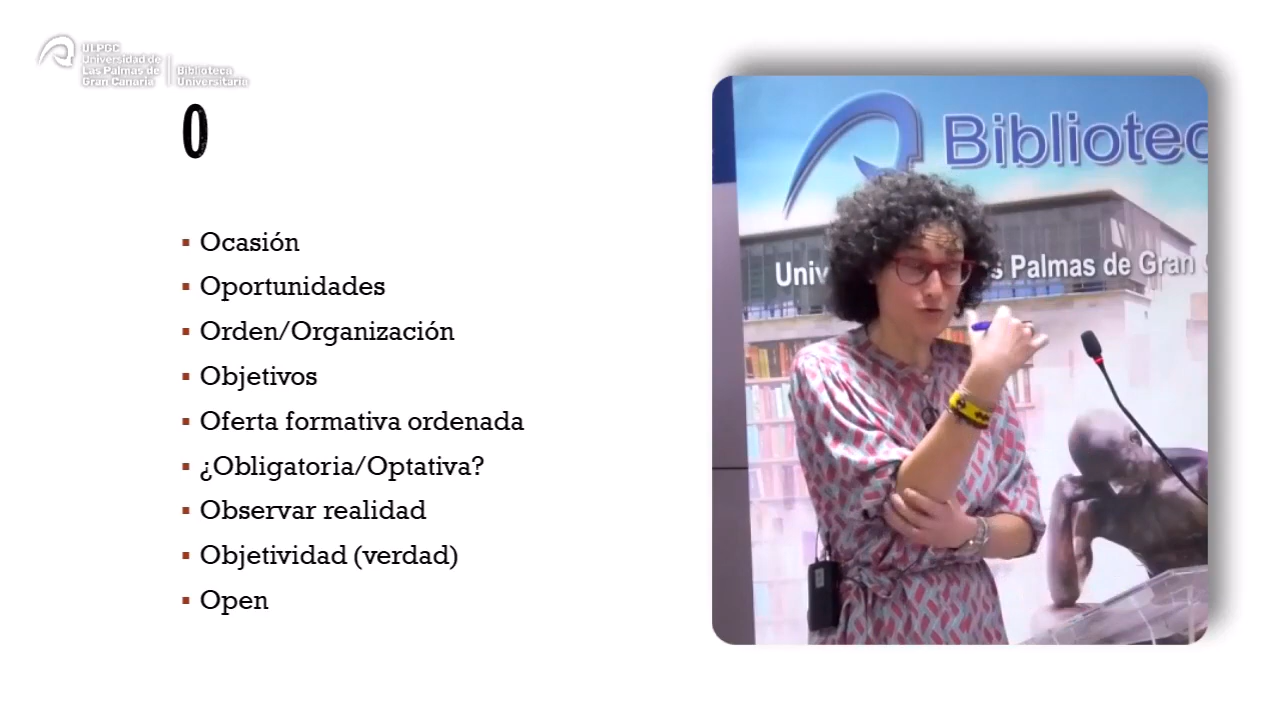 ULPGC
Universidad de
Las Palmas de
Gran Canaria
Biblioteca
Universitaria
O
Ocasión
Oportunidades
Orden/Organización
Objetivos
Oferta formativa ordenada
¿Obligatoria/Optativa?
Observar realidad
Objetividad (verdad)
Open
Bibliotec
Univ
s Palmas de Gran